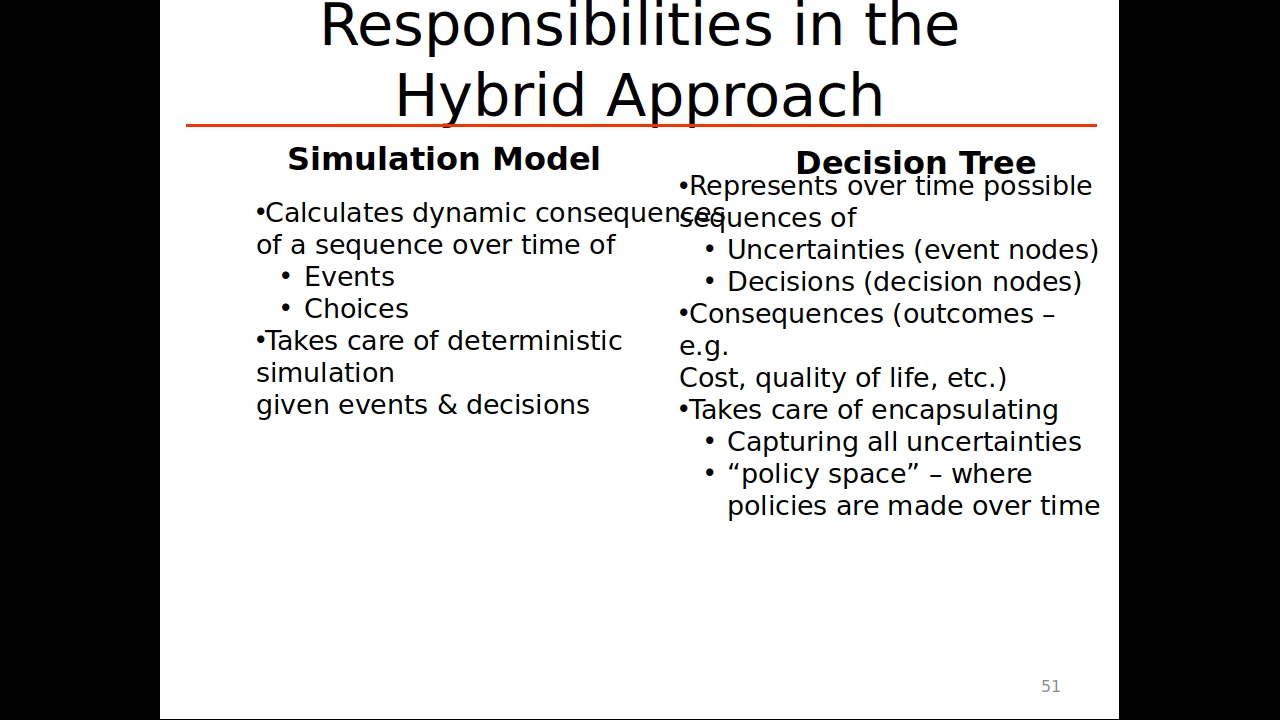 Responsibilities in the
Hybrid Approach
Simulation Model
•Calculates dynamic consequences
of a sequence over time of
• Events
• Choices
•Takes care of deterministic
simulation
given events & decisions
Decision Tree
•Represents over time possible
sequences of
• Uncertainties (event nodes)
• Decisions (decision nodes)
•Consequences (outcomes –
e.g.
Cost, quality of life, etc.)
•Takes care of encapsulating
• Capturing all uncertainties
• “policy space” – where
policies are made over time
51